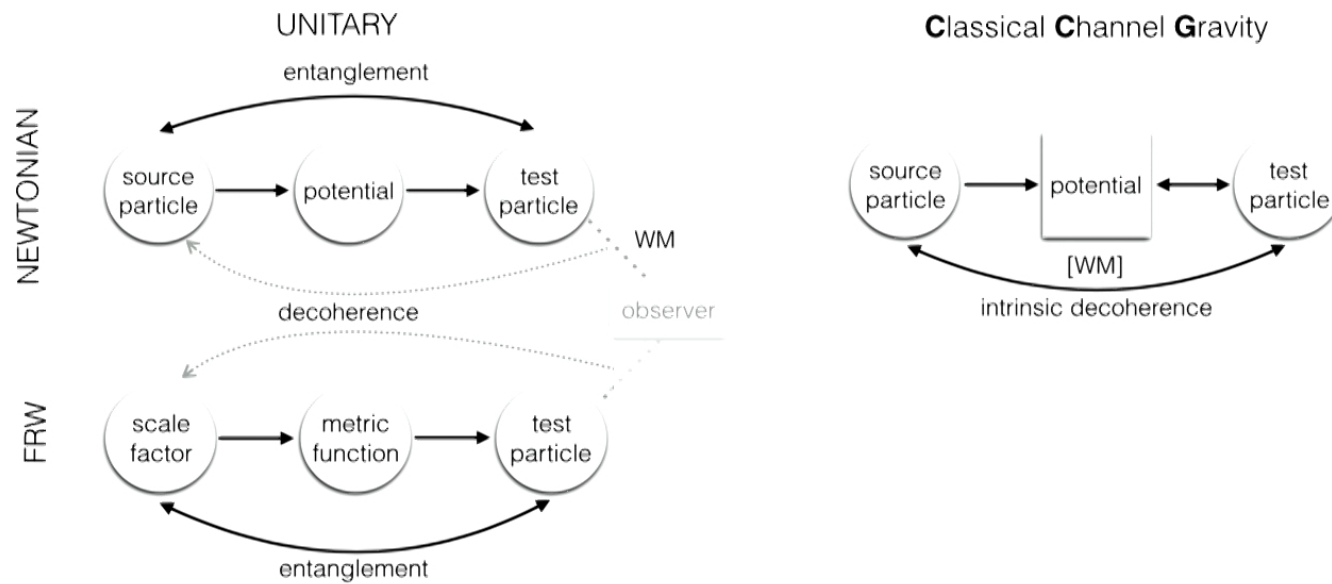 UNITARY
Classical Channel Gravity
entanglement
NEWTONIAN
source
particle
potential
test
particle
WM
decoherence
observer
source
particle
potential
test
particle
[WM]
intrinsic decoherence
FRW
scale
factor
metric
function
test
particle
entanglement